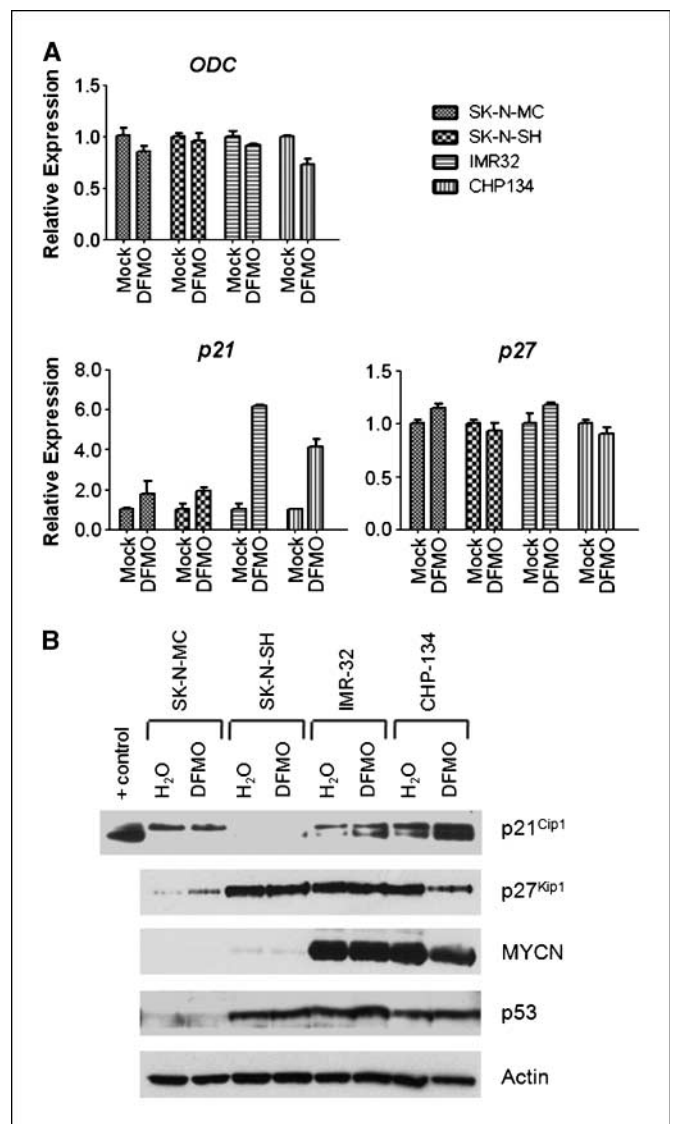 A
ODC
Relative Expression
1.5
1.0
0.5
0.0
Mock
DFMO
Mock
DFMO
Mock
DFMO
Mock
DFMO
SK-N-MC
SK-N-SH
IMR32
CHP134
p21
Relative Expression
8.0
6.0
4.0
2.0
0.0
Mock
DFMO
Mock
DFMO
Mock
DFMO
Mock
DFMO
p27
1.5
1.0
0.5
0.0
Mock
DFMO
Mock
DFMO
Mock
DFMO
Mock
DFMO
B
SK-N-MC
SK-N-SH
IMR-32
CHP-134
+ control
H₂O
DFMO
H₂O
DFMO
H₂O
DFMO
H₂O
DFMO
p21Cip1
p27Kip1
MYCN
p53
Actin